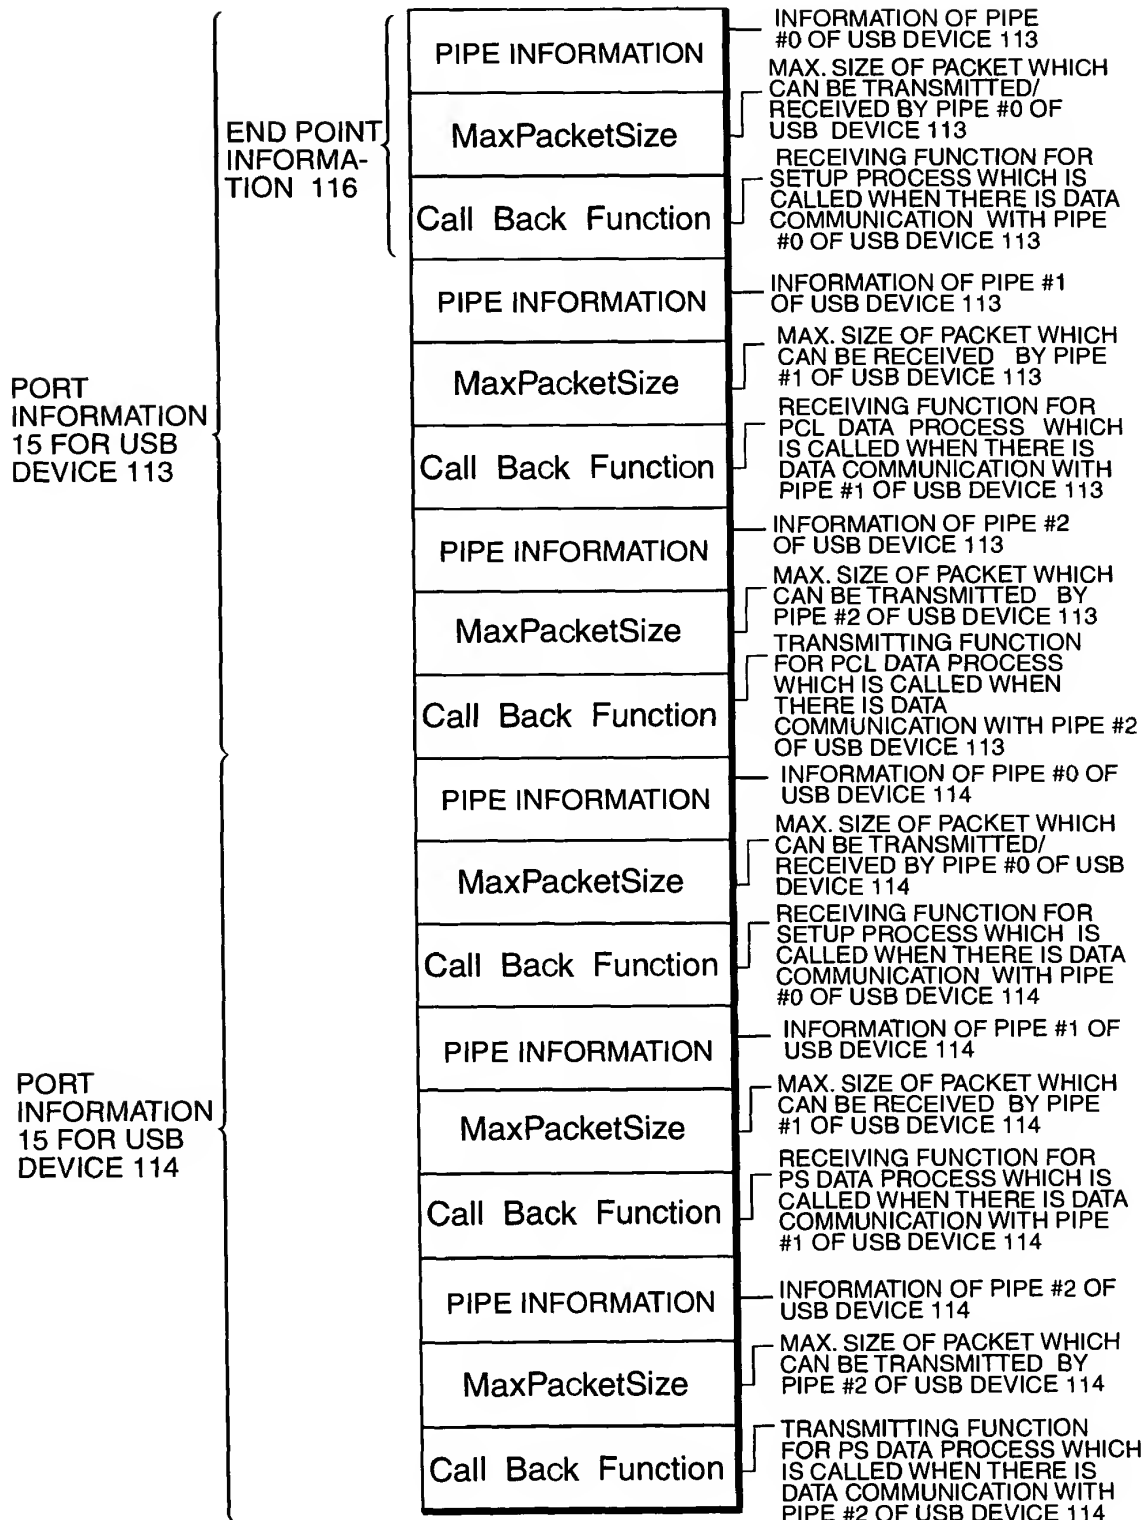 PIPE INFORMATION
INFORMATION OF PIPE
#0 OF USB DEVICE 113
END POINT
INFORMA-
TION 116
MaxPacketSize
MAX. SIZE OF PACKET WHICH
CAN BE TRANSMITTED/
RECEIVED BY PIPE #0 OF
USB DEVICE 113
Call Back Function
RECEIVING FUNCTION FOR
SETUP PROCESS WHICH IS
CALLED WHEN THERE IS DATA
COMMUNICATION WITH PIPE
#0 OF USB DEVICE 113
PIPE INFORMATION
INFORMATION OF PIPE #1
OF USB DEVICE 113
PORT
INFORMATION
15 FOR USB
DEVICE 113
MaxPacketSize
MAX. SIZE OF PACKET WHICH
CAN BE RECEIVED BY PIPE
#1 OF USB DEVICE 113
Call Back Function
RECEIVING FUNCTION FOR
PCL DATA PROCESS WHICH
IS CALLED WHEN THERE IS
DATA COMMUNICATION WITH
PIPE #1 OF USB DEVICE 113
PIPE INFORMATION
INFORMATION OF PIPE #2
OF USB DEVICE 113
MaxPacketSize
MAX. SIZE OF PACKET WHICH
CAN BE TRANSMITTED BY
PIPE #2 OF USB DEVICE 113
Call Back Function
TRANSMITTING FUNCTION
FOR PCL DATA PROCESS
WHICH IS CALLED WHEN
THERE IS DATA
COMMUNICATION WITH PIPE #2
OF USB DEVICE 113
PIPE INFORMATION
INFORMATION OF PIPE #0 OF
USB DEVICE 114
MaxPacketSize
MAX. SIZE OF PACKET WHICH
CAN BE TRANSMITTED/
RECEIVED BY PIPE #0 OF USB
DEVICE 114
Call Back Function
RECEIVING FUNCTION FOR
SETUP PROCESS WHICH IS
CALLED WHEN THERE IS DATA
COMMUNICATION WITH PIPE
#0 OF USB DEVICE 114
PIPE INFORMATION
INFORMATION OF PIPE #1 OF
USB DEVICE 114
PORT
INFORMATION
15 FOR USB
DEVICE 114
MaxPacketSize
MAX. SIZE OF PACKET WHICH
CAN BE RECEIVED BY PIPE
#1 OF USB DEVICE 114
Call Back Function
RECEIVING FUNCTION FOR
PS DATA PROCESS WHICH IS
CALLED WHEN THERE IS DATA
COMMUNICATION WITH PIPE
#1 OF USB DEVICE 114
PIPE INFORMATION
INFORMATION OF PIPE #2 OF
USB DEVICE 114
MaxPacketSize
MAX. SIZE OF PACKET WHICH
CAN BE TRANSMITTED BY
PIPE #2 OF USB DEVICE 114
Call Back Function
TRANSMITTING FUNCTION
FOR PS DATA PROCESS WHICH
IS CALLED WHEN THERE IS
DATA COMMUNICATION WITH
PIPE #2 OF USB DEVICE 114